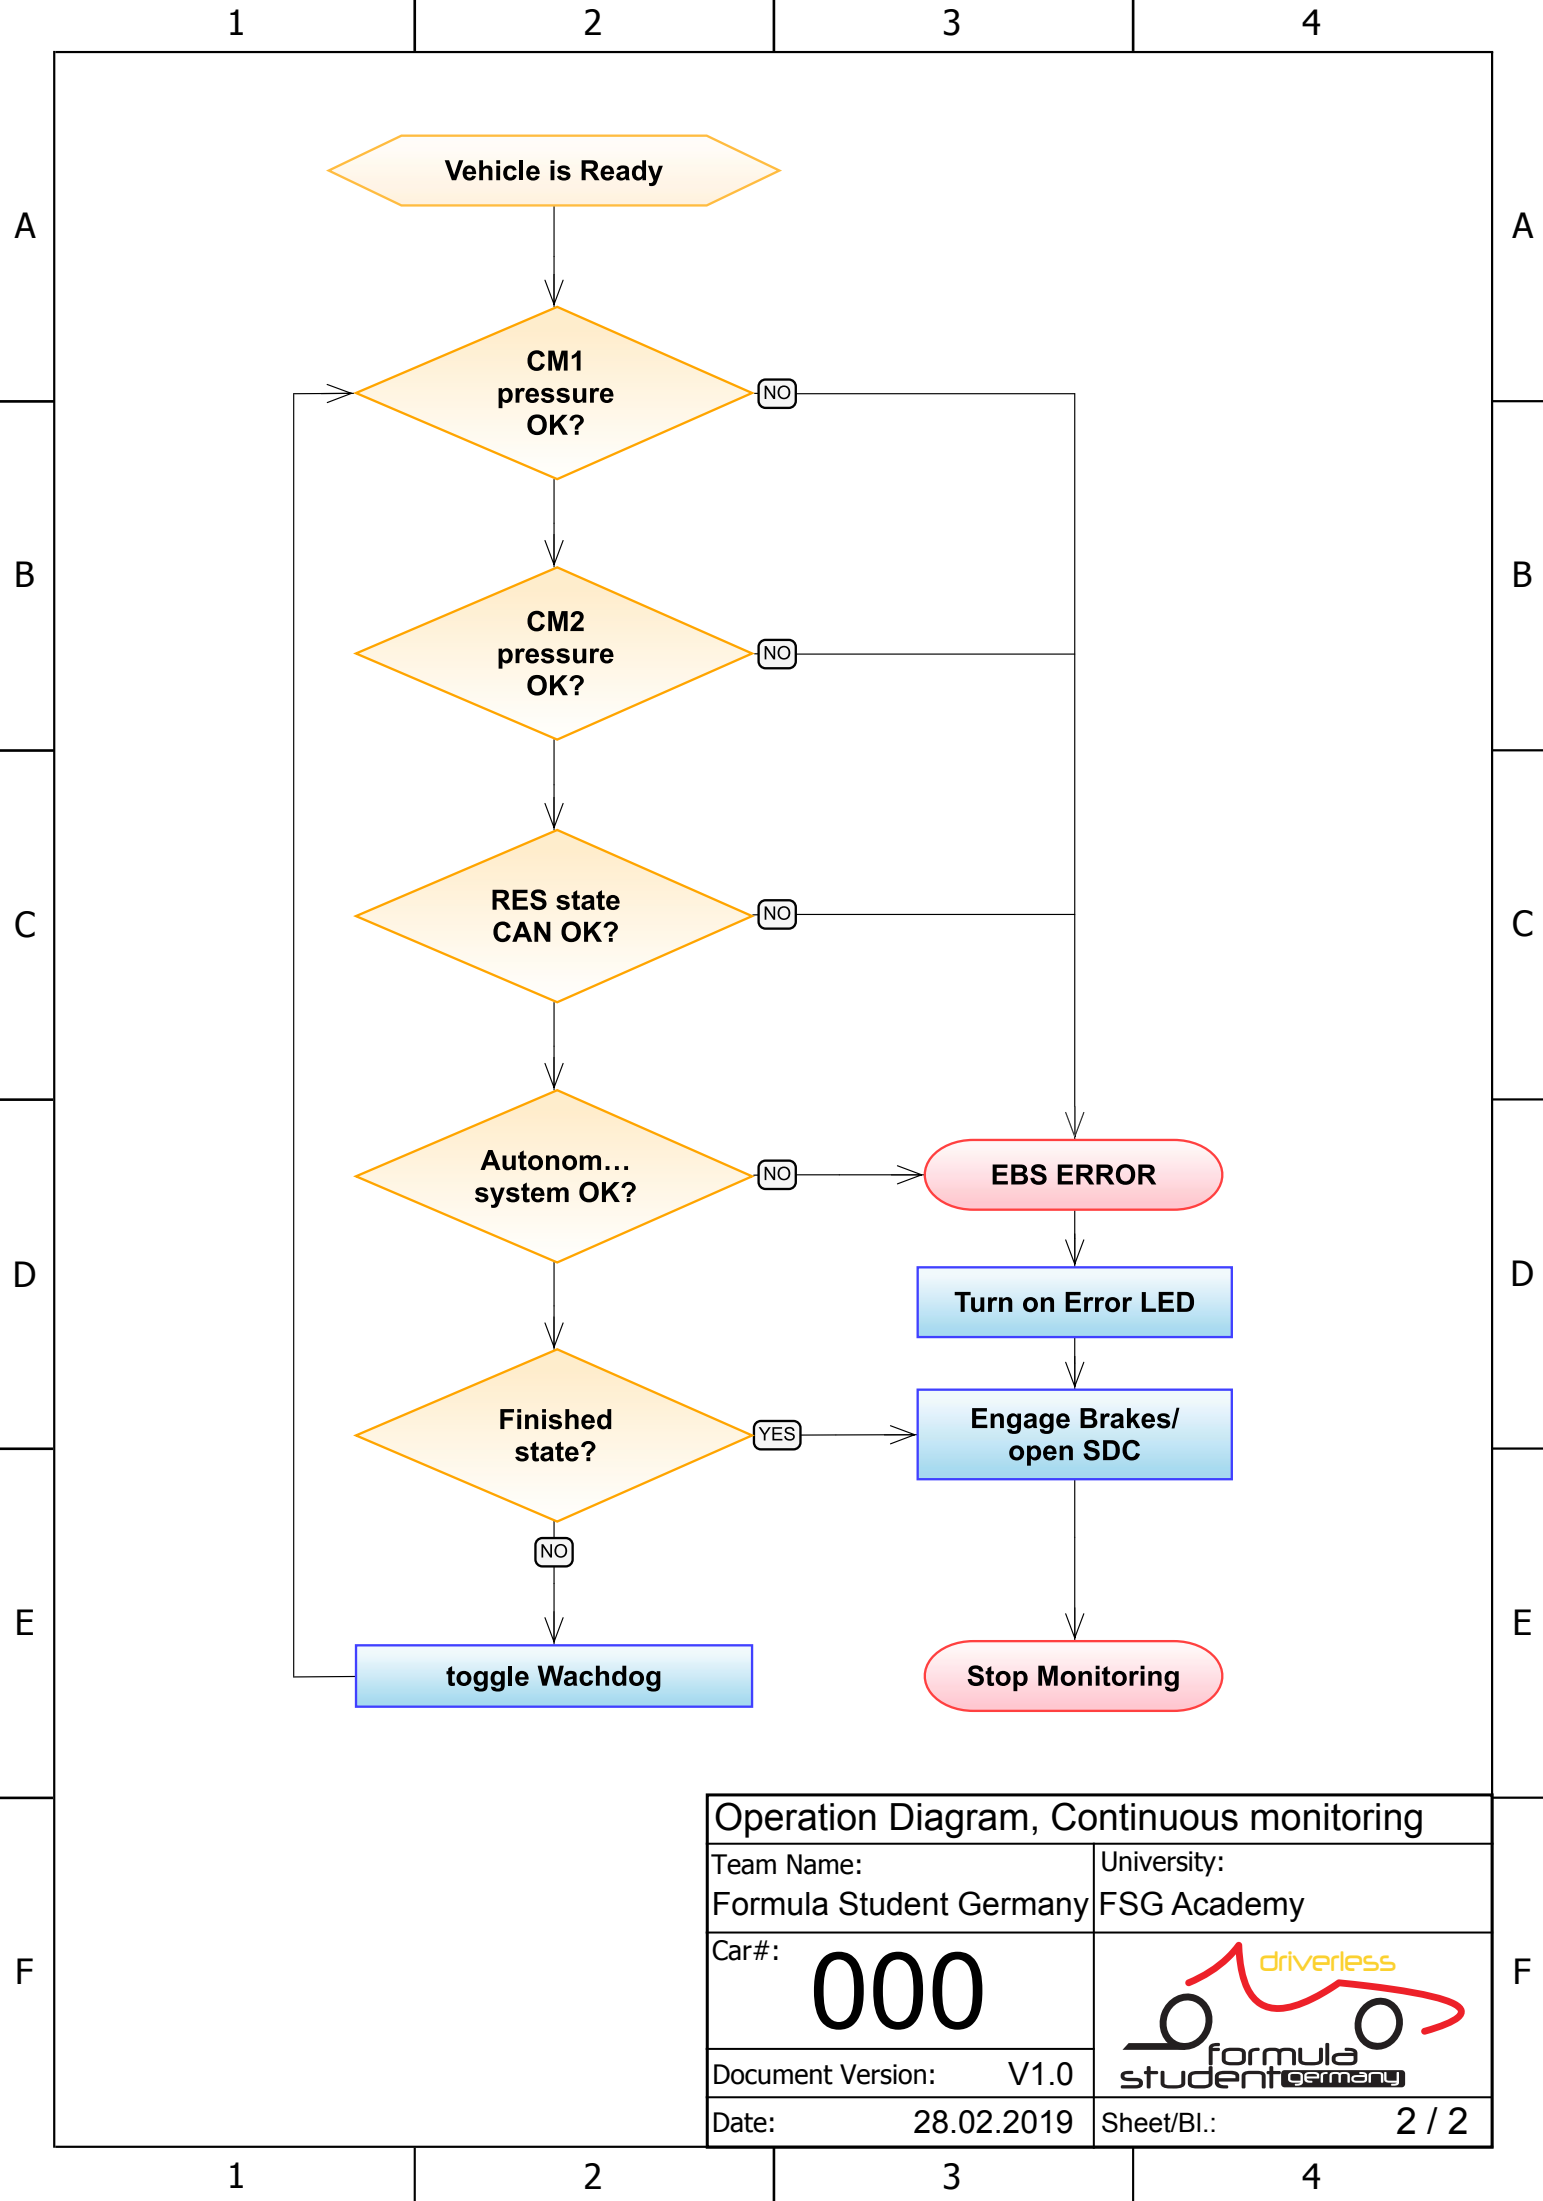 1 2 3 4
A A
Vehicle is Ready
CM1
pressure
OK?
NO
B B
CM2
pressure
OK?
NO
C C
RES state
CAN OK?
NO
D D
Autonom...
system OK?
NO
EBS ERROR
Turn on Error LED
Finished
state?
YES
Engage Brakes/
open SDC
NO
E E
toggle Wachdog
Stop Monitoring
Operation Diagram, Continuous monitoring
Team Name:
Formula Student Germany
University:
FSG Academy
F F
Car#:
000
driverless
formula
student germany
Document Version: V1.0
Date: 28.02.2019
Sheet/Bl.: 2 / 2
1 2 3 4